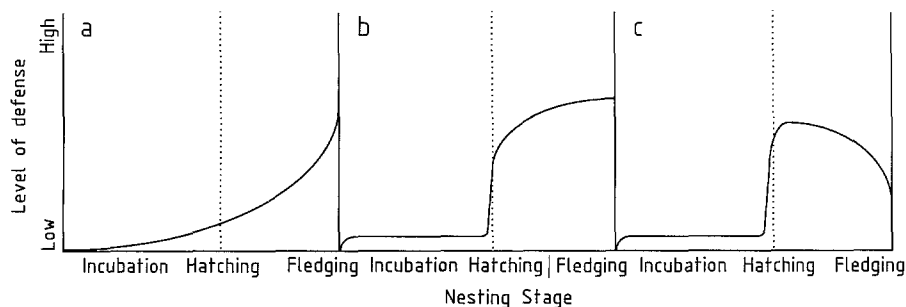 a
b
c
High
Level of defense
Low
Incubation Hatching Fledging
Incubation Hatching Fledging
Incubation Hatching Fledging
Nesting Stage